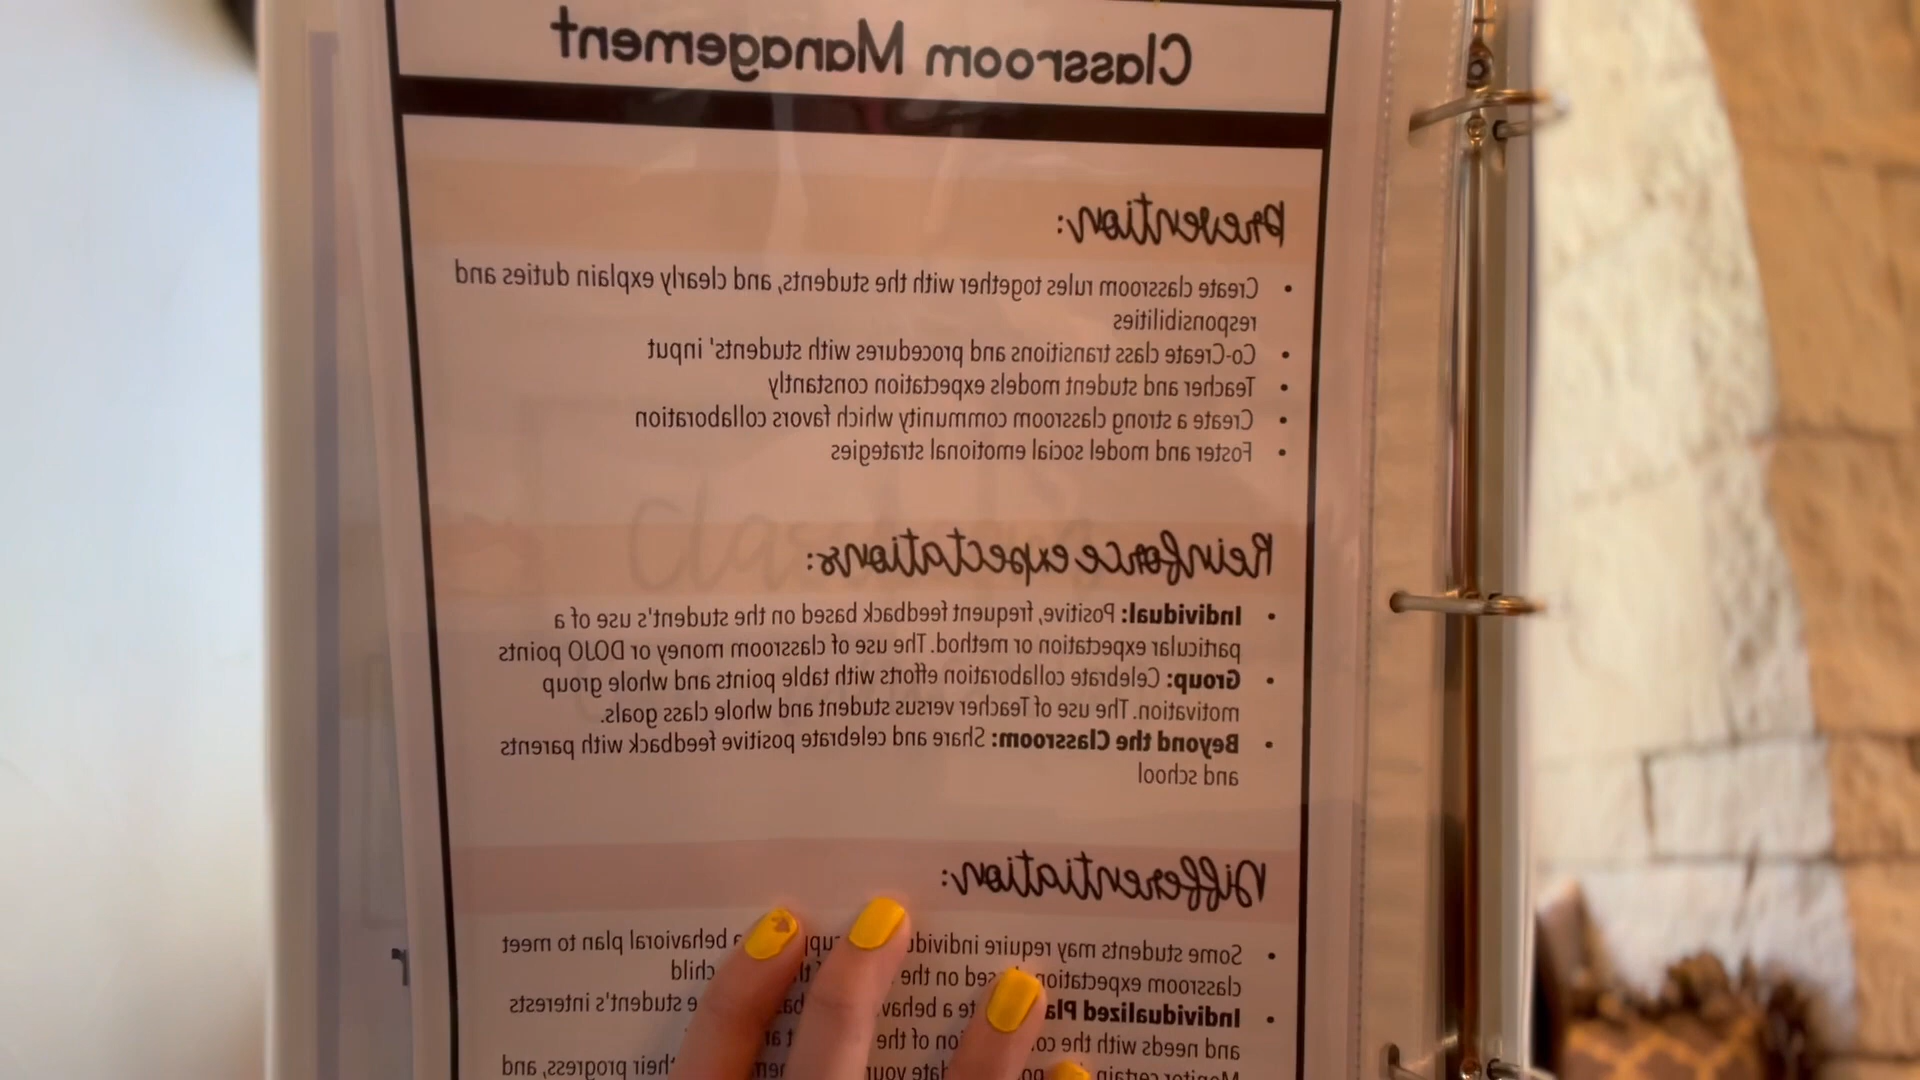 Classroom Management
Prevention:
• Create classroom rules together with the students, and clearly explain duties and
responsibilities
• Co-Create class transitions and procedures with students' input
• Teacher and student models expectation constantly
• Create a strong classroom community which favors collaboration
• Foster and model social emotional strategies
Reinforce expectations:
• Individual: Positive, frequent feedback based on the student's use of a
particular expectation or method. The use of classroom money or DOJO points
• Group: Celebrate collaboration efforts with table points and whole group
motivation. The use of Teacher versus student and whole class goals.
• Beyond the Classroom: Share and celebrate positive feedback with parents
and school
Differentiation:
• Some students may require behavioral plan to meet
classroom on the child
• Individualized a student's interests
and needs with the of the
Monitor certain your their progress, and